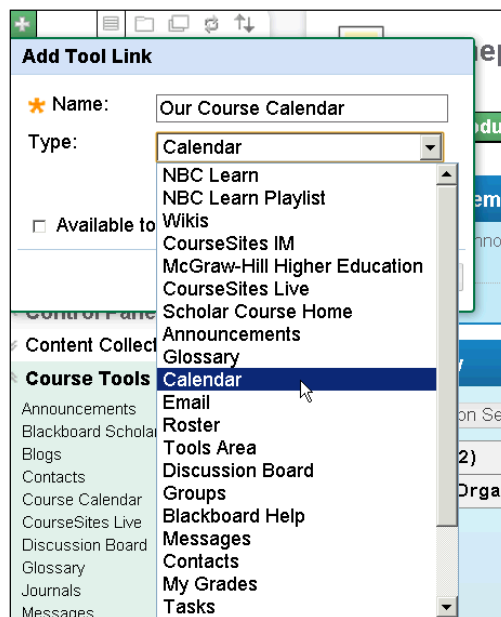 Add Tool Link
Name:
Our Course Calendar
Type:
Calendar
NBC Learn
NBC Learn Playlist
Wikis
CourseSites IM
McGraw-Hill Higher Education
CourseSites Live
Scholar Course Home
Announcements
Glossary
Calendar
Email
Roster
Tools Area
Discussion Board
Groups
Blackboard Help
Messages
Contacts
My Grades
Tasks
Available to
Content Collect
Course Tools
Announcements
Blackboard Schola
Blogs
Contacts
Course Calendar
CourseSites Live
Discussion Board
Glossary
Journals
Messages
2)